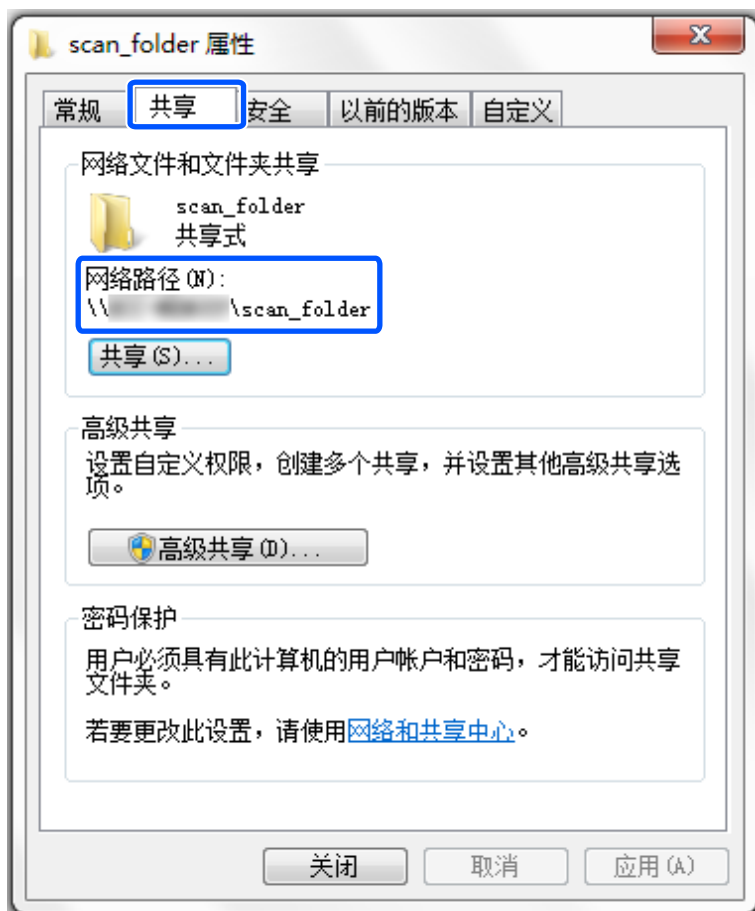 scan_folder 属性
常规 共享 安全 以前的版本 自定义
网络文件和文件夹共享
scan_folder
共享式
网络路径(N):
\\ \scan_folder
共享(S)...
高级共享
设置自定义权限，创建多个共享，并设置其他高级共享选
项。
高级共享(D)...
密码保护
用户必须具有此计算机的用户帐户和密码，才能访问共享
文件夹。
若要更改此设置，请使用网络和共享中心。
关闭 取消 应用(A)